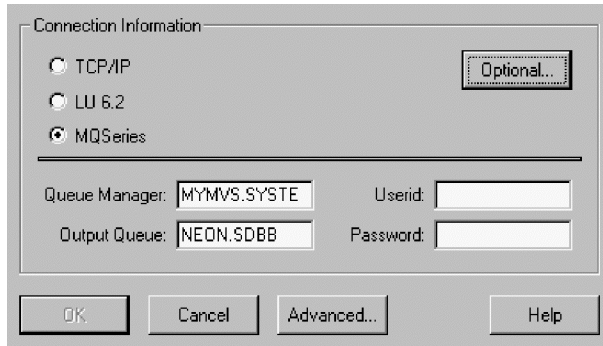 Connection Information
TCP/IP
Optional...
LU 6.2
MQSeries
Queue Manager: MYMVS.SYSTE Userid:
Output Queue: NEON.SDBB Password:
OK Cancel Advanced... Help